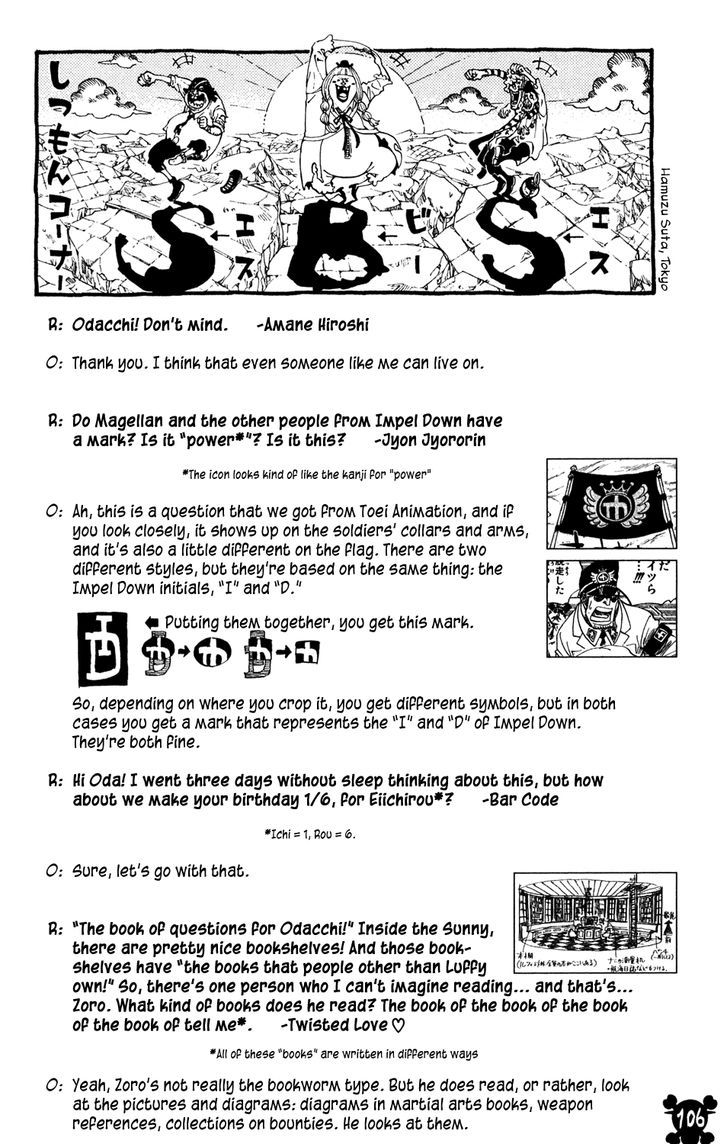 しつもんコーナー
S ←エス B ←ビー S ←エス
Hamuzu Suta, Tokyo
R: Odacchi! Don't mind. -Amane Hiroshi
O: Thank you. I think that even someone like me can live on.
R: Do Magellan and the other people from Impel Down have
a mark? Is it "power*"? Is it this? -Jyon Jyororin
*The icon looks kind of like the kanji for "power"
O: Ah, this is a question that we got from Toei Animation, and if
you look closely, it shows up on the soldiers' collars and arms,
and it's also a little different on the flag. There are two
different styles, but they're based on the same thing: the
Impel Down initials, "I" and "D."
だ
イツら
…!!!
脱走した
← Putting them together, you get this mark.
So, depending on where you crop it, you get different symbols, but in both
cases you get a mark that represents the "I" and "D" of Impel Down.
They're both fine.
R: Hi Oda! I went three days without sleep thinking about this, but how
about we make your birthday 1/6, for Eiichirou*? -Bar Code
*Ichi = 1, Rou = 6.
O: Sure, let's go with that.
R: "The book of questions for Odacchi!" Inside the Sunny,
there are pretty nice bookshelves! And those book-
shelves have "the books that people other than Luffy
own!" So, there's one person who I can't imagine reading... and that's...
Zoro. What kind of books does he read? The book of the book of the book
of the book of tell me*. -Twisted Love ♡
*All of these "books" are written in different ways
O: Yeah, Zoro's not really the bookworm type. But he does read, or rather, look
at the pictures and diagrams: diagrams in martial arts books, weapon
references, collections on bounties. He looks at them.
106